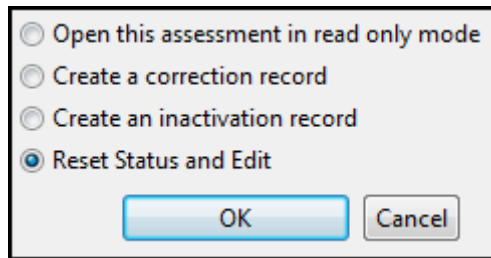 Open this assessment in read only mode
Create a correction record
Create an inactivation record
Reset Status and Edit
OK Cancel